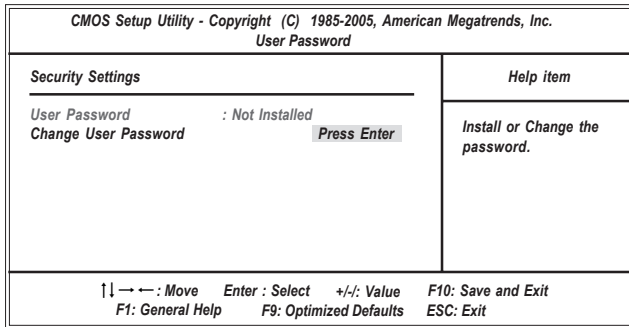 CMOS Setup Utility - Copyright (C) 1985-2005, American Megatrends, Inc.
User Password
Security Settings
Help item
User Password : Not Installed
Change User Password Press Enter
Install or Change the
password.
↑↓→←: Move Enter : Select +/-/: Value F10: Save and Exit
F1: General Help F9: Optimized Defaults ESC: Exit